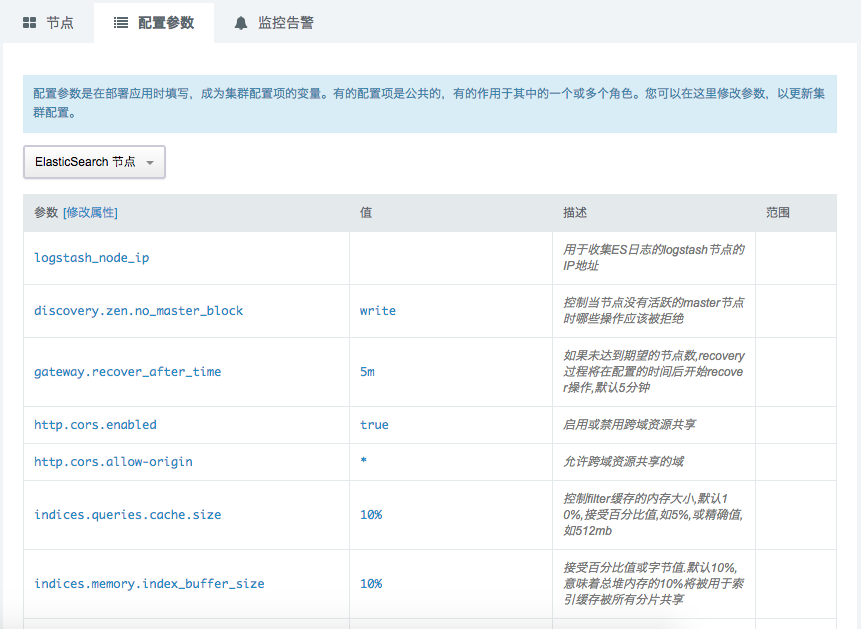 节点 配置参数 监控告警
配置参数是在部署应用时填写，成为集群配置项的变量。有的配置项是公共的，有的作用于其中的一个或多个角色。您可以在这里修改参数，以更新集
群配置。
ElasticSearch 节点
参数 [修改属性] 值 描述 范围
logstash_node_ip
用于收集ES日志的logstash节点的
IP地址
discovery.zen.no_master_block write
控制当节点没有活跃的master节点
时哪些操作应该被拒绝
gateway.recover_after_time 5m
如果未达到期望的节点数,recovery
过程将在配置的时间后开始recove
r操作,默认5分钟
http.cors.enabled true 启用或禁用跨域资源共享
http.cors.allow-origin * 允许跨域资源共享的域
indices.queries.cache.size 10%
控制filter缓存的内存大小,默认1
0%,接受百分比值,如5%,或精确值,
如512mb
indices.memory.index_buffer_size 10%
接受百分比值或字节值.默认10%,
意味着总堆内存的10%将被用于索
引缓存被所有分片共享